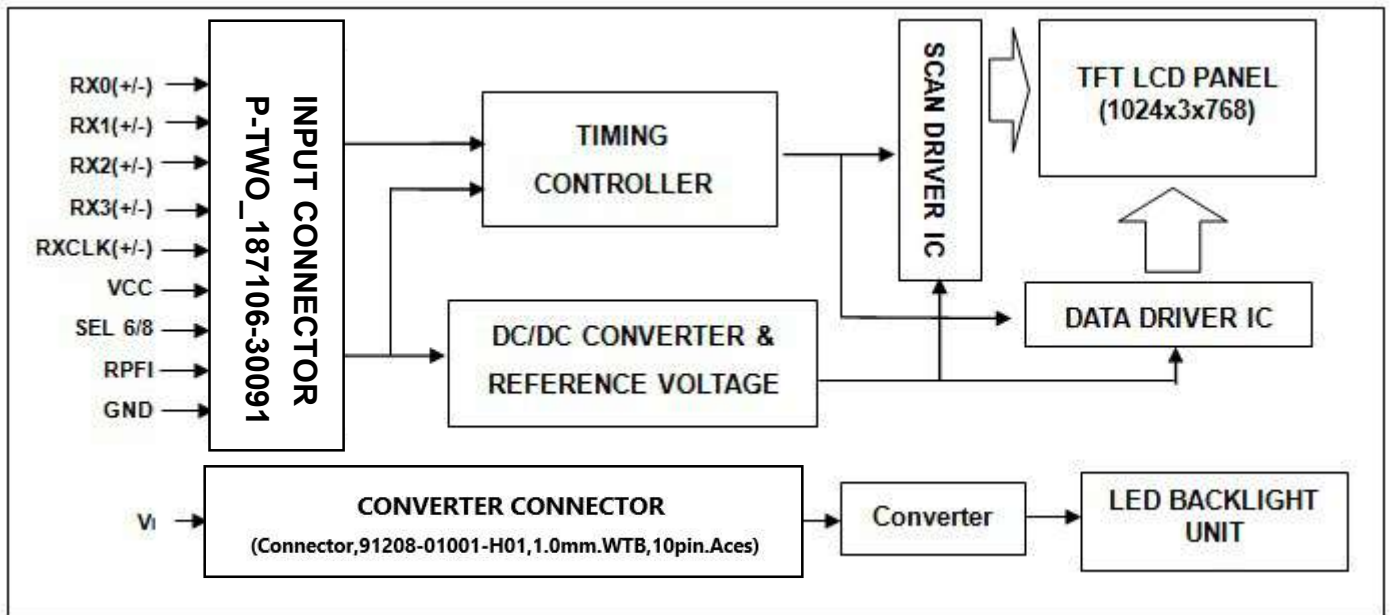 RX0(+/-)
RX1(+/-)
RX2(+/-)
RX3(+/-)
RXCLK(+/-)
VCC
SEL 6/8
RPFI
GND
INPUT CONNECTOR
P-TWO_187106-30091
TIMING
CONTROLLER
DC/DC CONVERTER &
REFERENCE VOLTAGE
SCAN DRIVER IC
TFT LCD PANEL
(1024x3x768)
DATA DRIVER IC
VI
CONVERTER CONNECTOR
(Connector,91208-01001-H01,1.0mm.WTB,10pin.Aces)
Converter
LED BACKLIGHT
UNIT